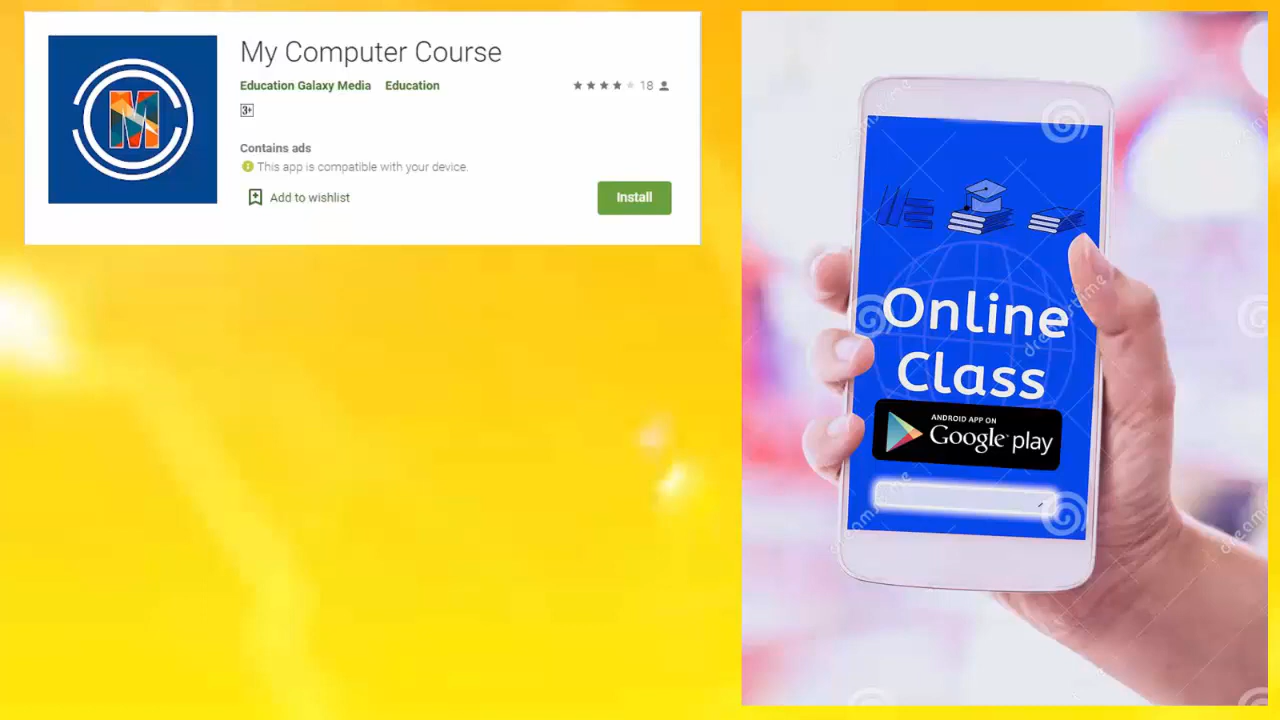 My Computer Course
Education Galaxy Media Education
18
3+
Contains ads
This app is compatible with your device.
Add to wishlist
Install
M
Online
Class
ANDROID APP ON
Google play
dreamstime